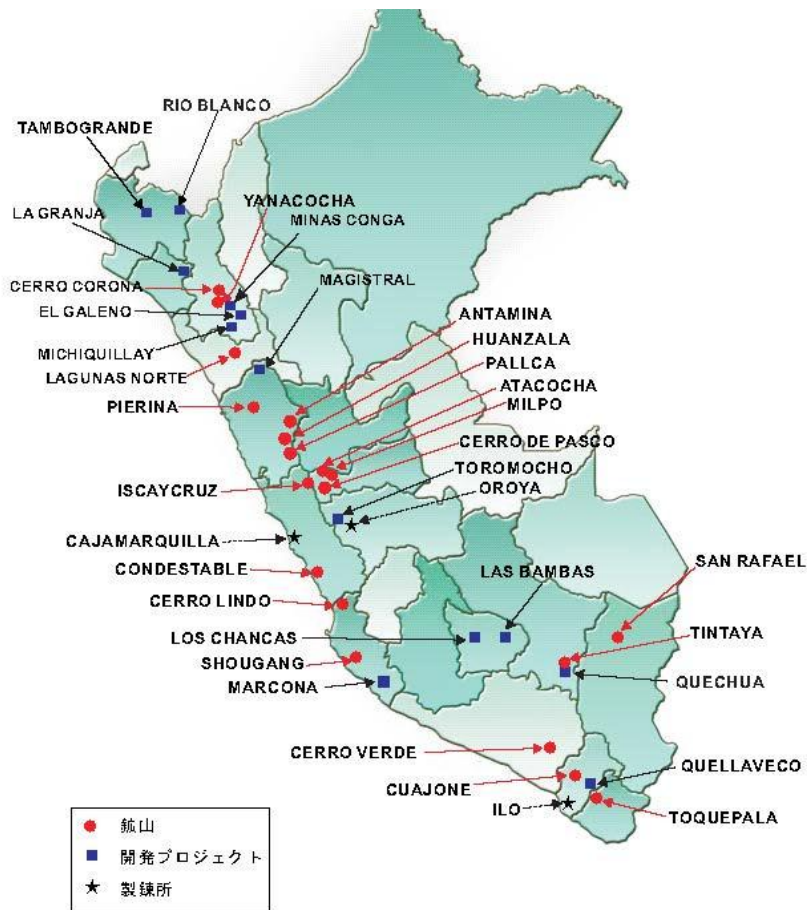 RIO BLANCO
TAMBOGRANDE
YANACOCHA
LA GRANJA
MINAS CONGA
CERRO CORONA
MAGISTRAL
EL GALENO
ANTAMINA
HUANZALA
MICHIQUILLAY
PALLCA
LAGUNAS NORTE
ATACOCHA
PIERINA
MILPO
CERRO DE PASCO
TOROMOCHO
ISCAYCRUZ
OROYA
CAJAMARQUILLA
CONDESTABLE
LAS BAMBAS
SAN RAFAEL
CERRO LINDO
LOS CHANCAS
TINTAYA
SHOUGANG
MARCONA
QUECHUA
CERRO VERDE
QUELLAVECO
CUAJONE
ILO
TOQUEPALA
鉱山
開発プロジェクト
製錬所